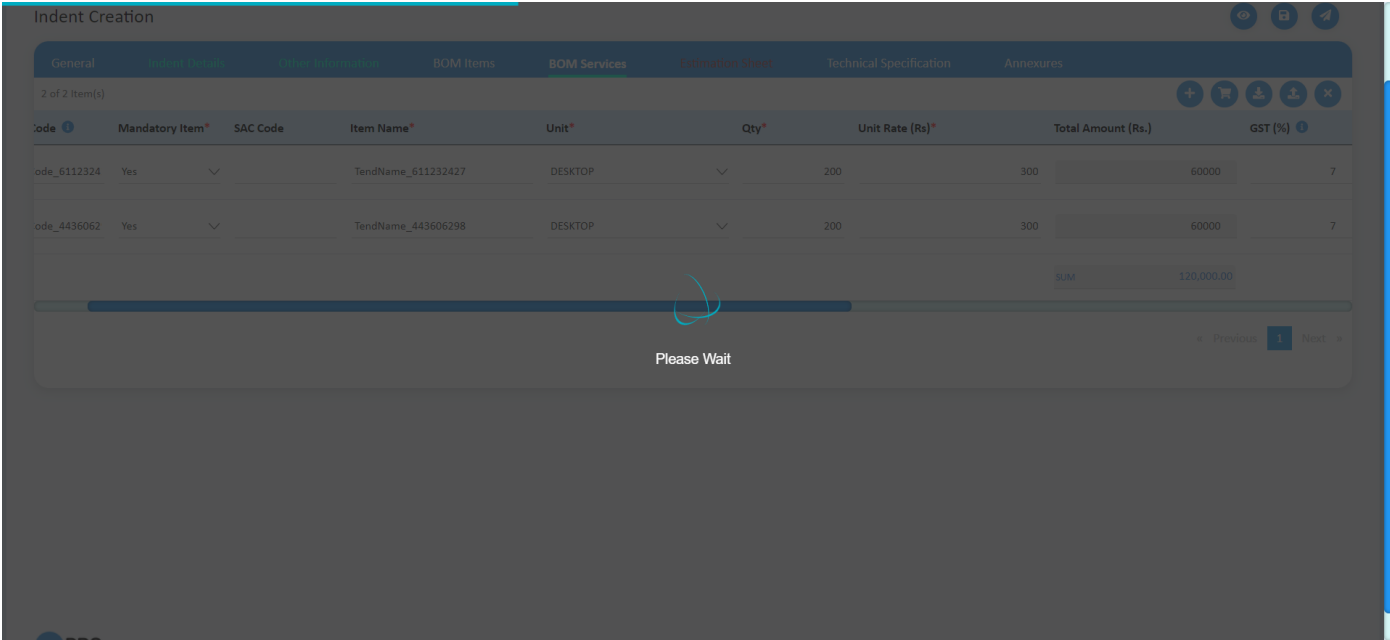 Indent Creation
General Indent Details Other Information BOM Items BOM Services Technical Specification Annexures
2 of 2 Item(s)
Code Mandatory Item* SAC Code Item Name* Unit* Qty* Unit Rate (Rs)* Total Amount (Rs.) GST (%)
ode_6112324 Yes TendName_611232427 DESKTOP 200 300 60000 7
ode_4436062 Yes TendName_443606298 DESKTOP 200 300 60000 7
SUM 120,000.00
« Previous 1 Next »
Please Wait